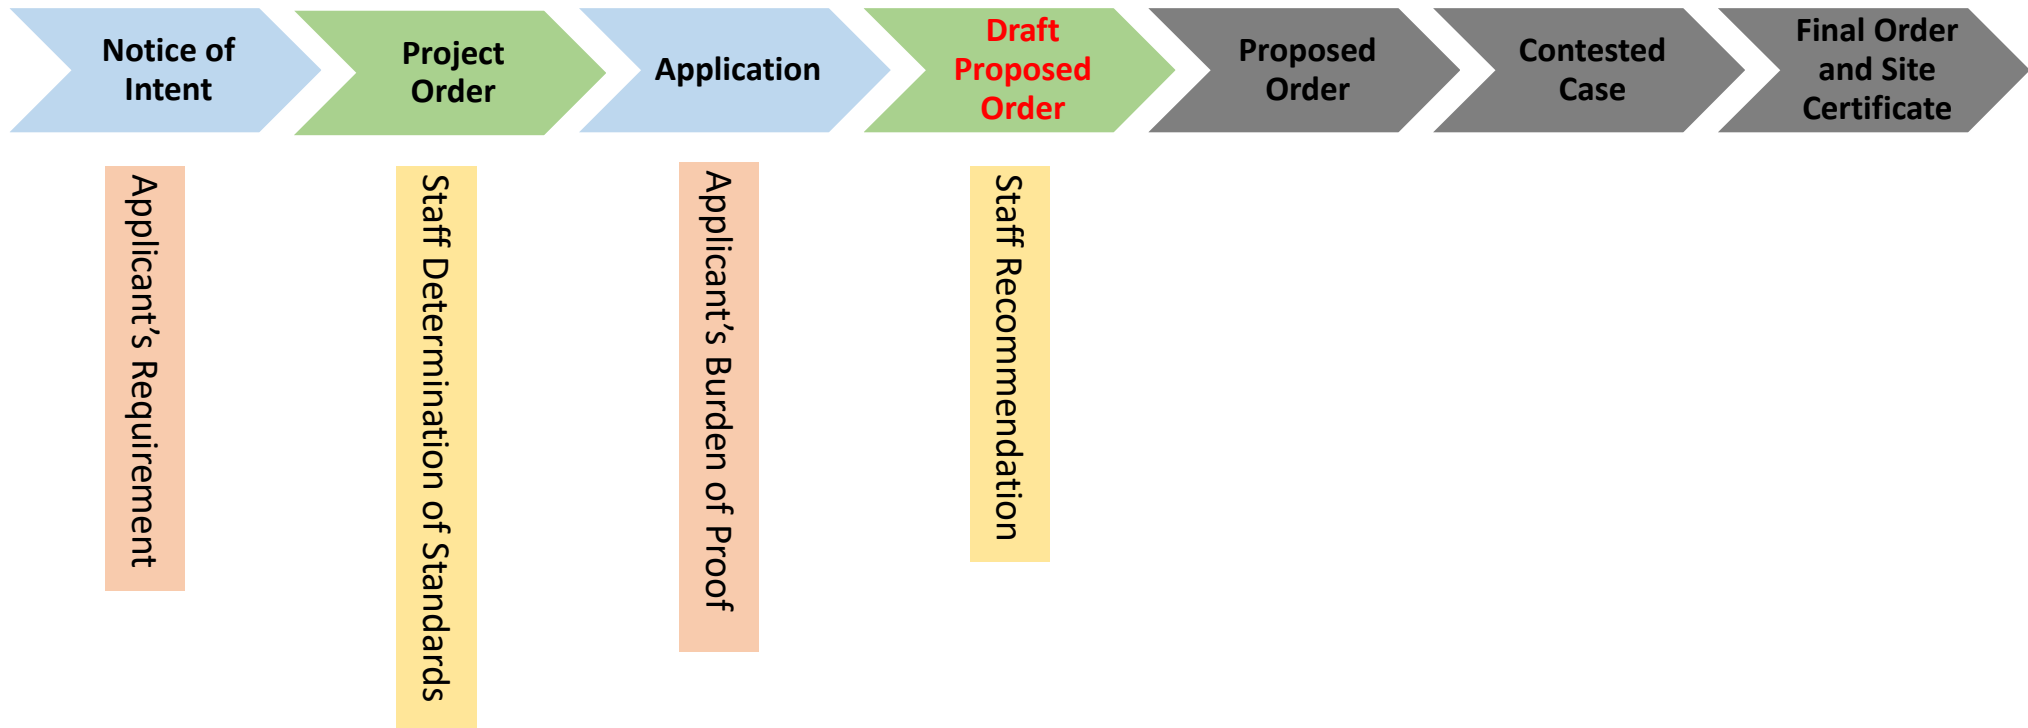 Notice of
Intent
Project
Order
Application
Draft
Proposed
Order
Proposed
Order
Contested
Case
Final Order
and Site
Certificate
Applicant’s Requirement
Staff Determination of Standards
Applicant’s Burden of Proof
Staff Recommendation